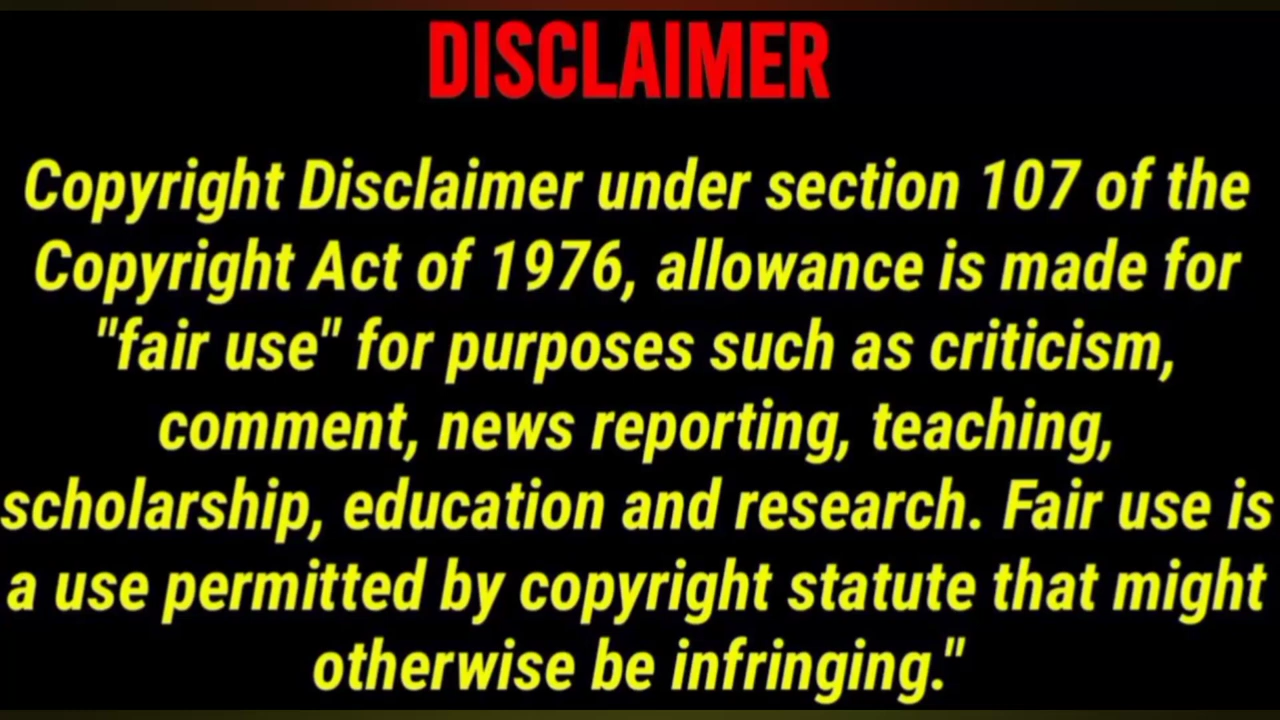 DISCLAIMER
Copyright Disclaimer under section 107 of the
Copyright Act of 1976, allowance is made for
"fair use" for purposes such as criticism,
comment, news reporting, teaching,
scholarship, education and research. Fair use is
a use permitted by copyright statute that might
otherwise be infringing."